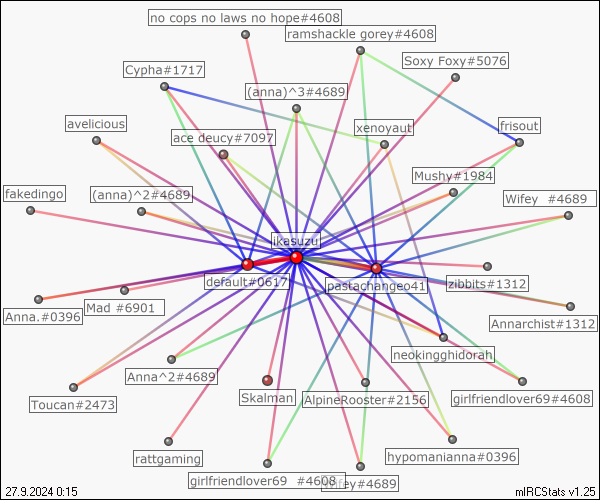 no cops no laws no hope#4608
ramshackle gorey#4608
Soxy Foxy#5076
Cypha#1717
(anna)^3#4689
avelicious
ace deucy#7097
xenoyaut
frisout
Mushy#1984
fakedingo
(anna)^2#4689
Wifey #4689
ikasuzu
default#0617
pastachangeo41
zibbits#1312
Anna.#0396
Mad #6901
Annarchist#1312
neokingghidorah
Anna^2#4689
Toucan#2473
Skalman
AlpineRooster#2156
girlfriendlover69#4608
rattgaming
hypomanianna#0396
girlfriendlover69 #4608
Wifey#4689
27.9.2024 0:15
mIRCStats v1.25